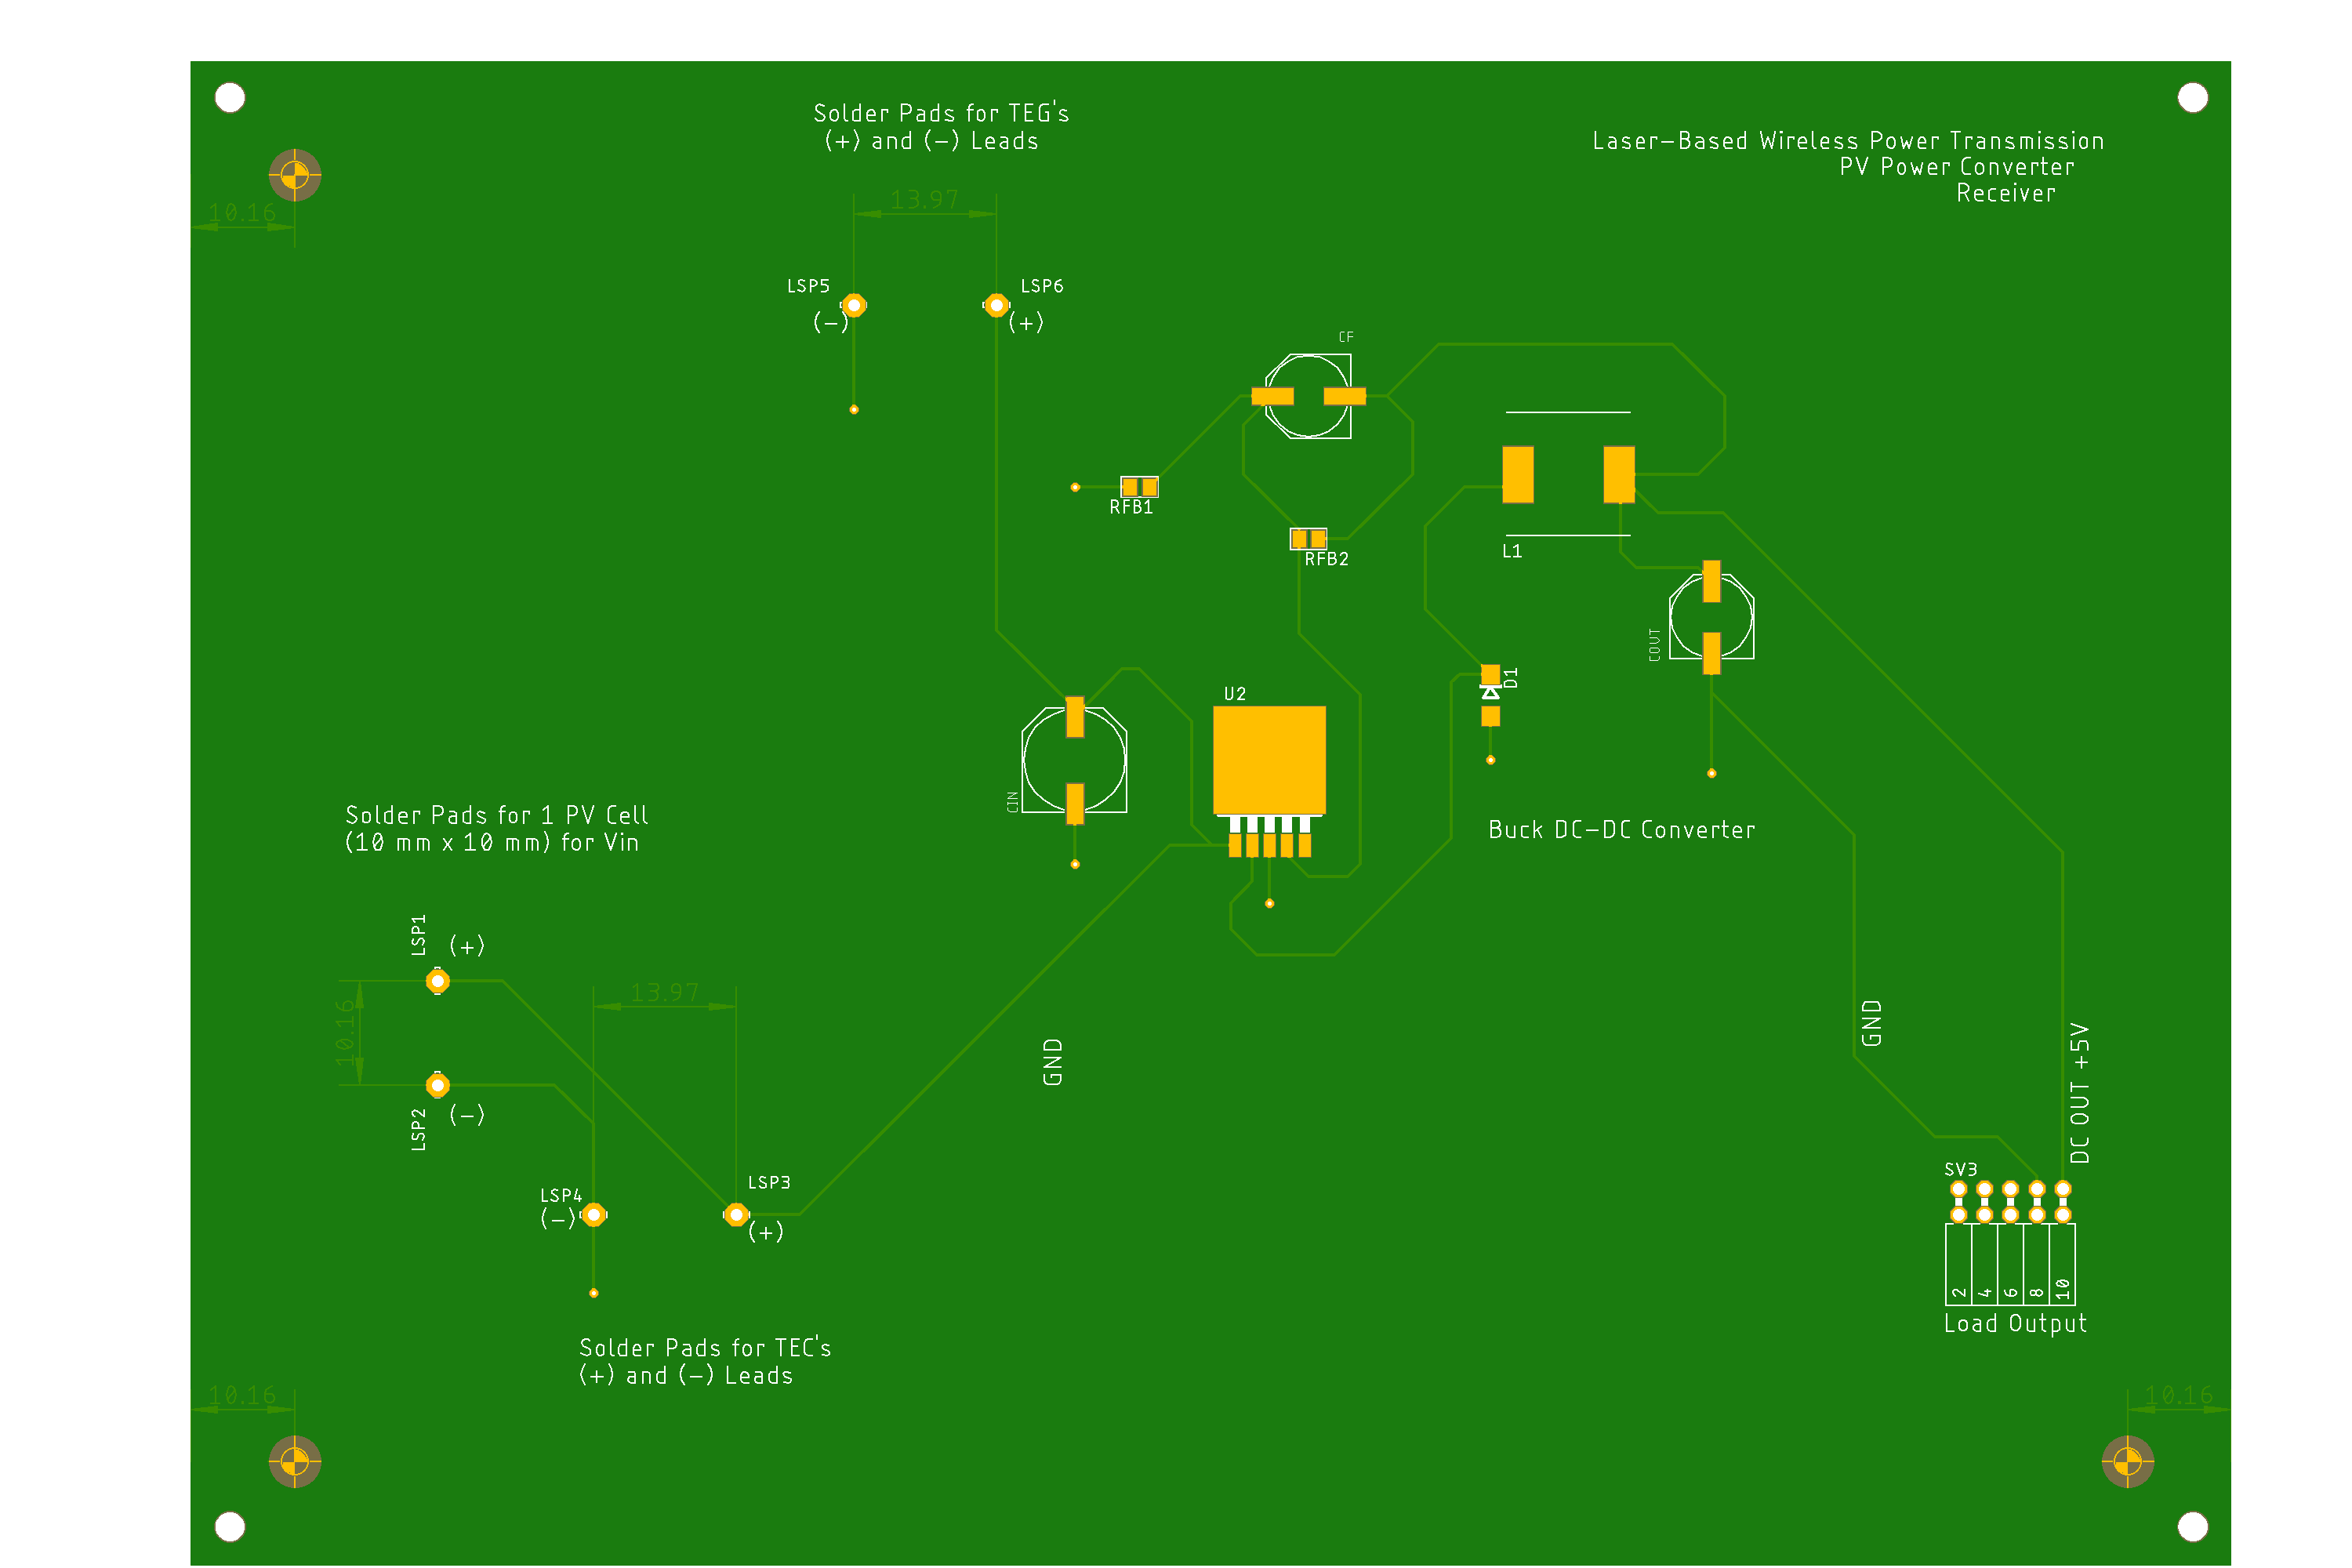 Solder Pads for TEG's
(+) and (-) Leads
Laser-Based Wireless Power Transmission
PV Power Converter
Receiver
13.97
10.16
LSP5
LSP6
(-)
(+)
CF
RFB1
RFB2
L1
COUT
D1
U2
CIN
Solder Pads for 1 PV Cell
(10 mm x 10 mm) for Vin
Buck DC-DC Converter
LSP1
(+)
13.97
10.16
GND
GND
DC OUT +5V
LSP2
(-)
SV3
LSP4
(-)
LSP3
(+)
2
4
6
8
10
Load Output
Solder Pads for TEC's
(+) and (-) Leads
10.16
10.16